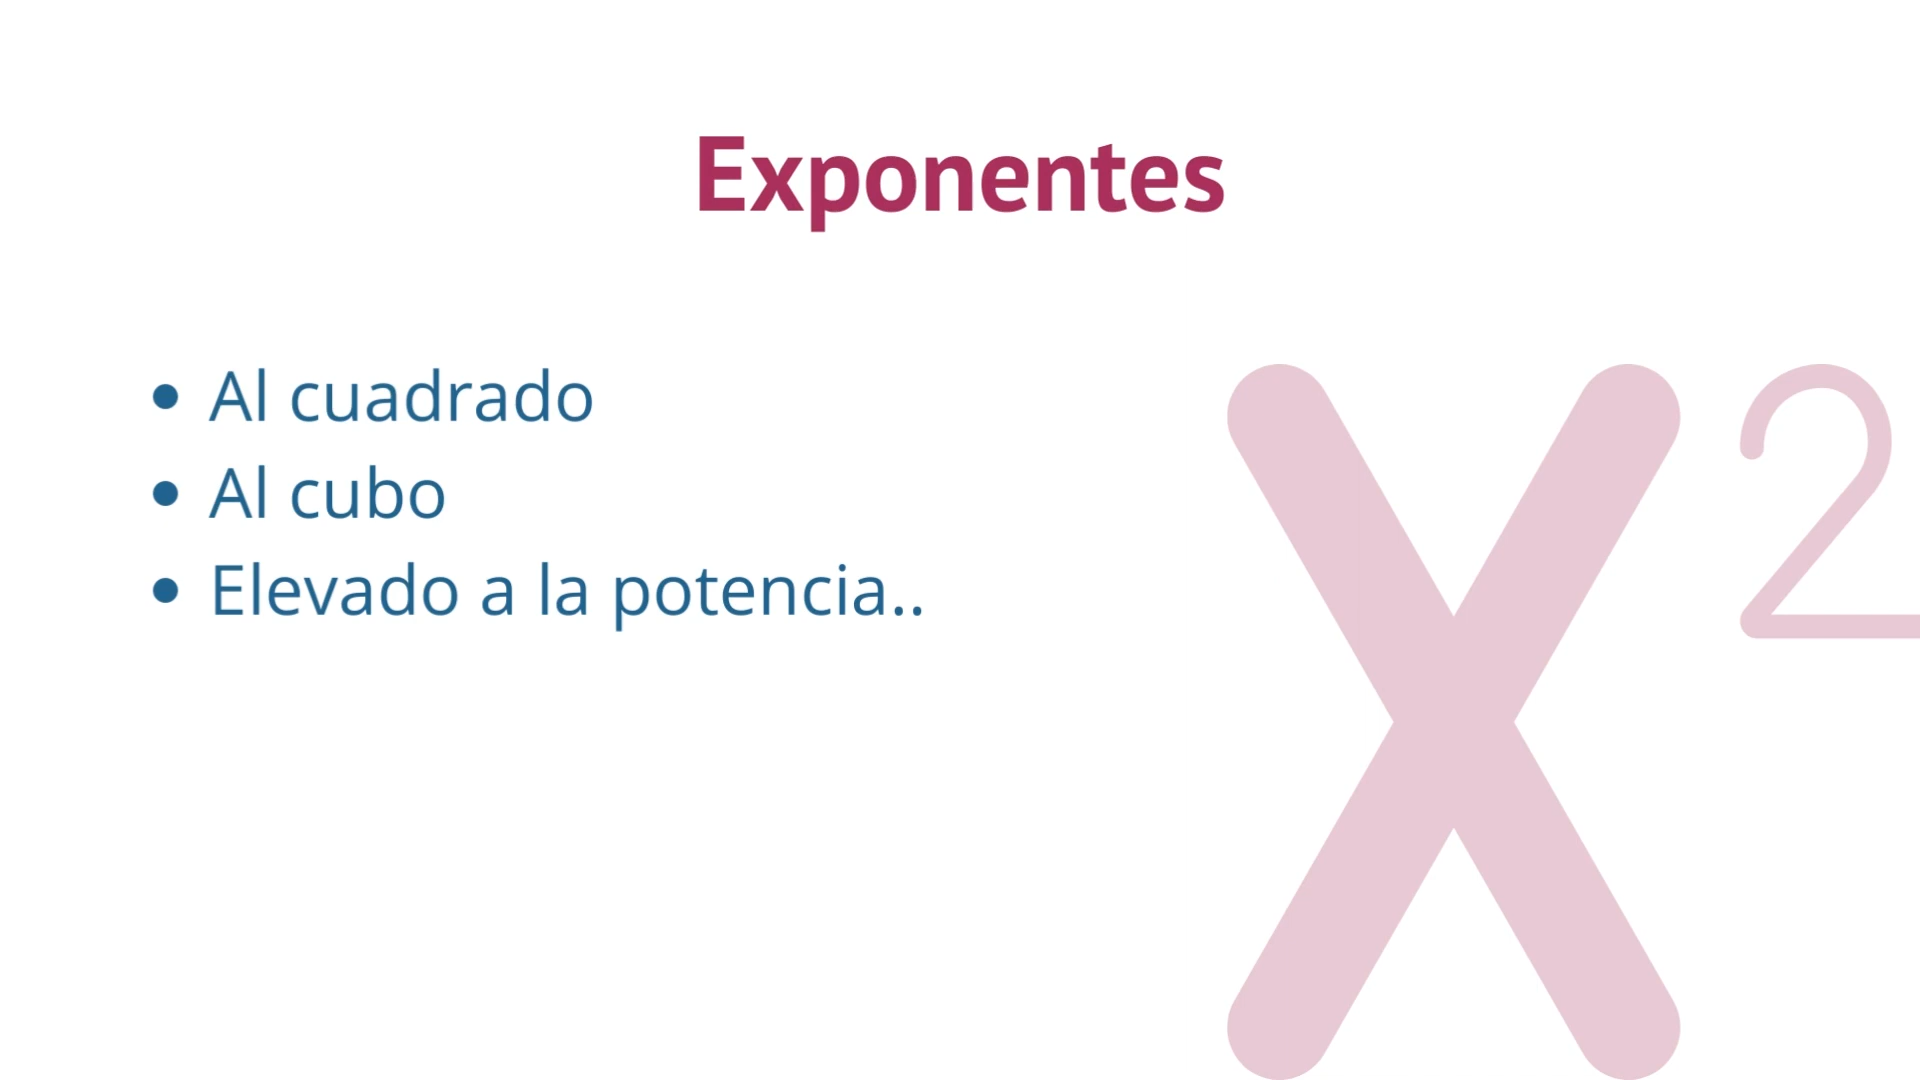 Exponentes
• Al cuadrado
• Al cubo
• Elevado a la potencia..
x²